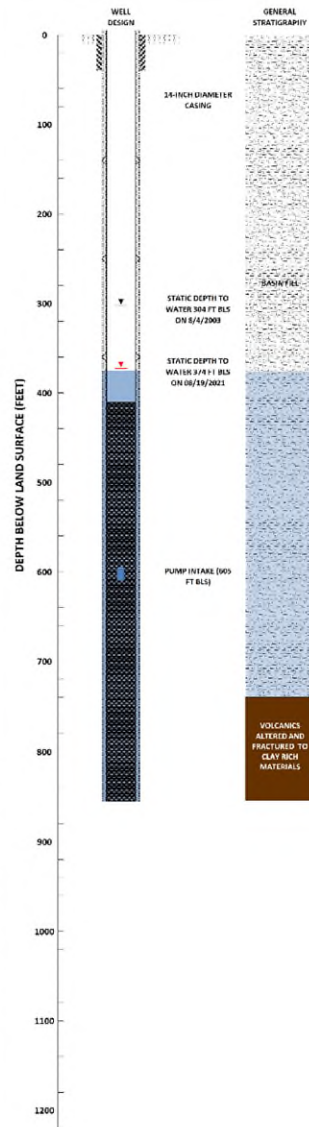 WELL
DESIGN
GENERAL
STRATIGRAPHY
0
14-INCH DIAMETER
CASING
100
200
BASIN FILL
300
STATIC DEPTH TO
WATER 304 FT BLS
ON 8/4/2003
STATIC DEPTH TO
WATER 374 FT BLS
ON 08/19/2021
400
DEPTH BELOW LAND SURFACE (FEET)
500
600
PUMP INTAKE (605
FT BLS)
700
VOLCANICS
ALTERED AND
FRACTURED TO
CLAY RICH
MATERIALS
800
900
1000
1100
1200